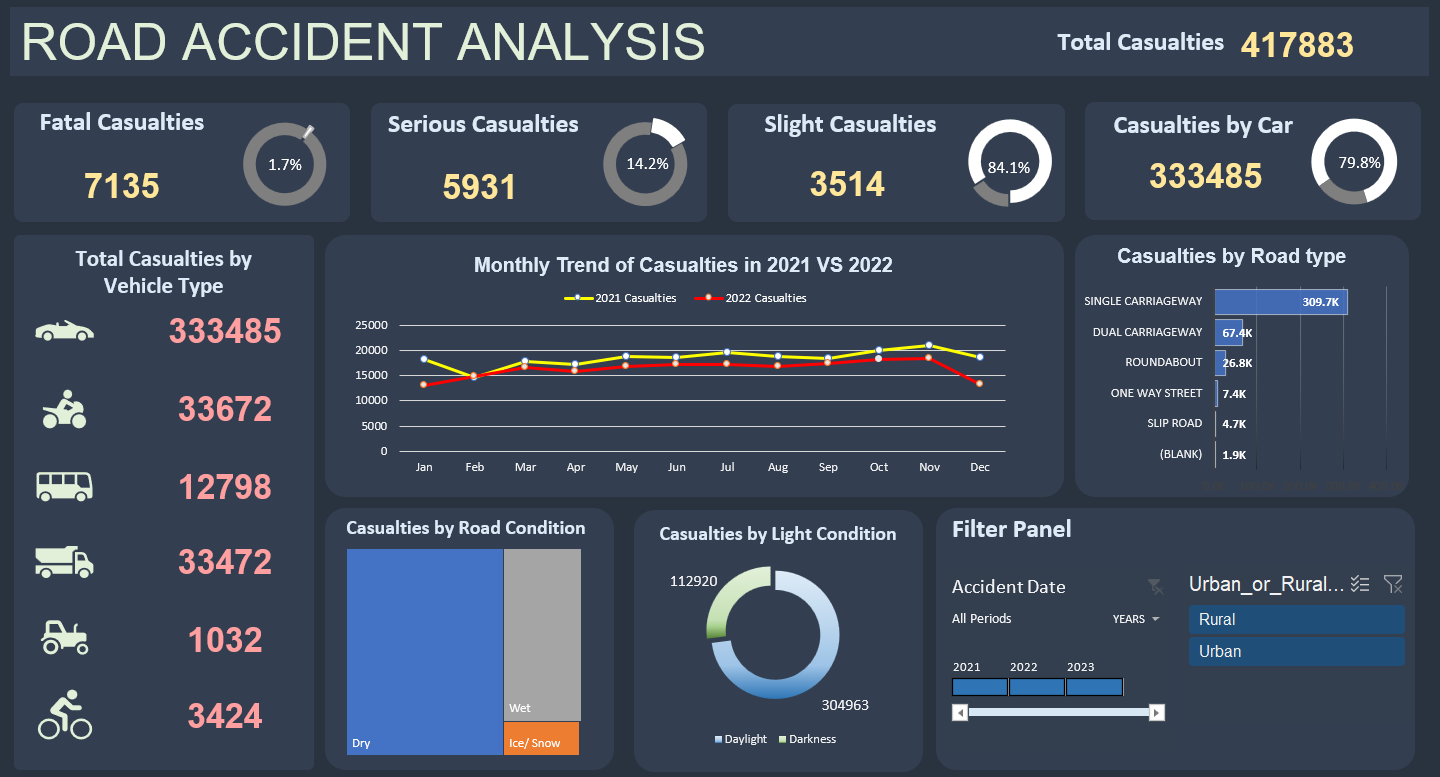 ROAD ACCIDENT ANALYSIS
Total Casualties 417883
Fatal Casualties
7135
1.7%
Serious Casualties
5931
14.2%
Slight Casualties
3514
84.1%
Casualties by Car
333485
79.8%
Total Casualties by
Vehicle Type
333485
33672
12798
33472
1032
3424
Monthly Trend of Casualties in 2021 VS 2022
2021 Casualties 2022 Casualties
25000
20000
15000
10000
5000
0
Jan Feb Mar Apr May Jun Jul Aug Sep Oct Nov Dec
Casualties by Road type
SINGLE CARRIAGEWAY 309.7K
DUAL CARRIAGEWAY 67.4K
ROUNDABOUT 26.8K
ONE WAY STREET 7.4K
SLIP ROAD 4.7K
(BLANK) 1.9K
Casualties by Road Condition
Dry
Wet
Ice/ Snow
Casualties by Light Condition
112920
304963
Daylight Darkness
Filter Panel
Accident Date
All Periods YEARS
2021 2022 2023
Urban_or_Rural...
Rural
Urban